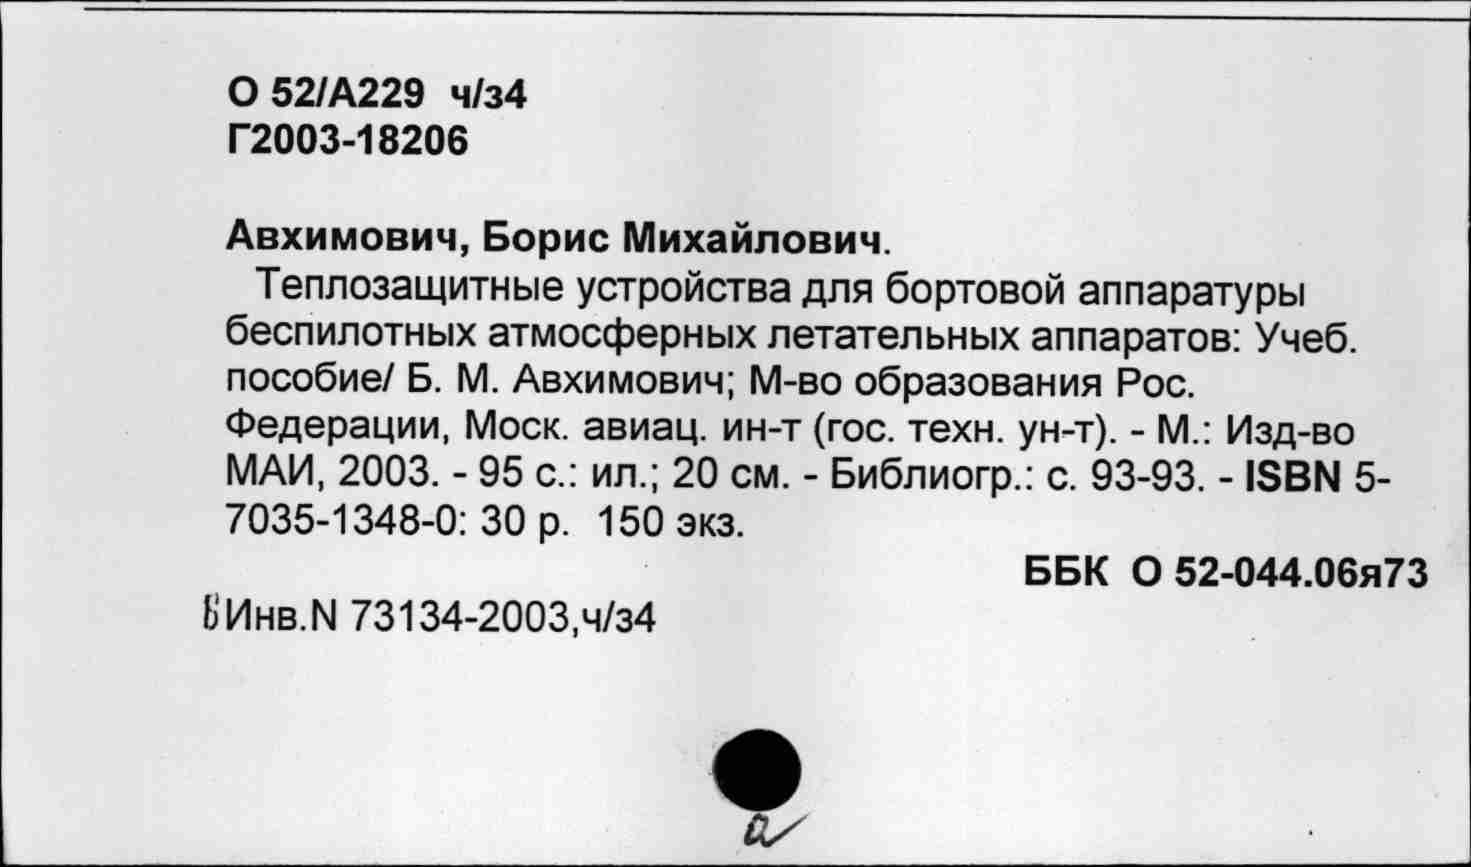 О 52/А229 ч/з4
Г2003-18206
Авхимович, Борис Михайлович.
Теплозащитные устройства для бортовой аппаратуры
беспилотных атмосферных летательных аппаратов: Учеб.
пособие/ Б. М. Авхимович; М-во образования Рос.
Федерации, Моск. авиац. ин-т (гос. техн. ун-т). - М.: Изд-во
МАИ, 2003. - 95 с.: ил.; 20 см. - Библиогр.: с. 93-93. - ISBN 5-
7035-1348-0: 30 р. 150 экз.
ББК О 52-044.06я73
Инв.N 73134-2003,ч/з4
а